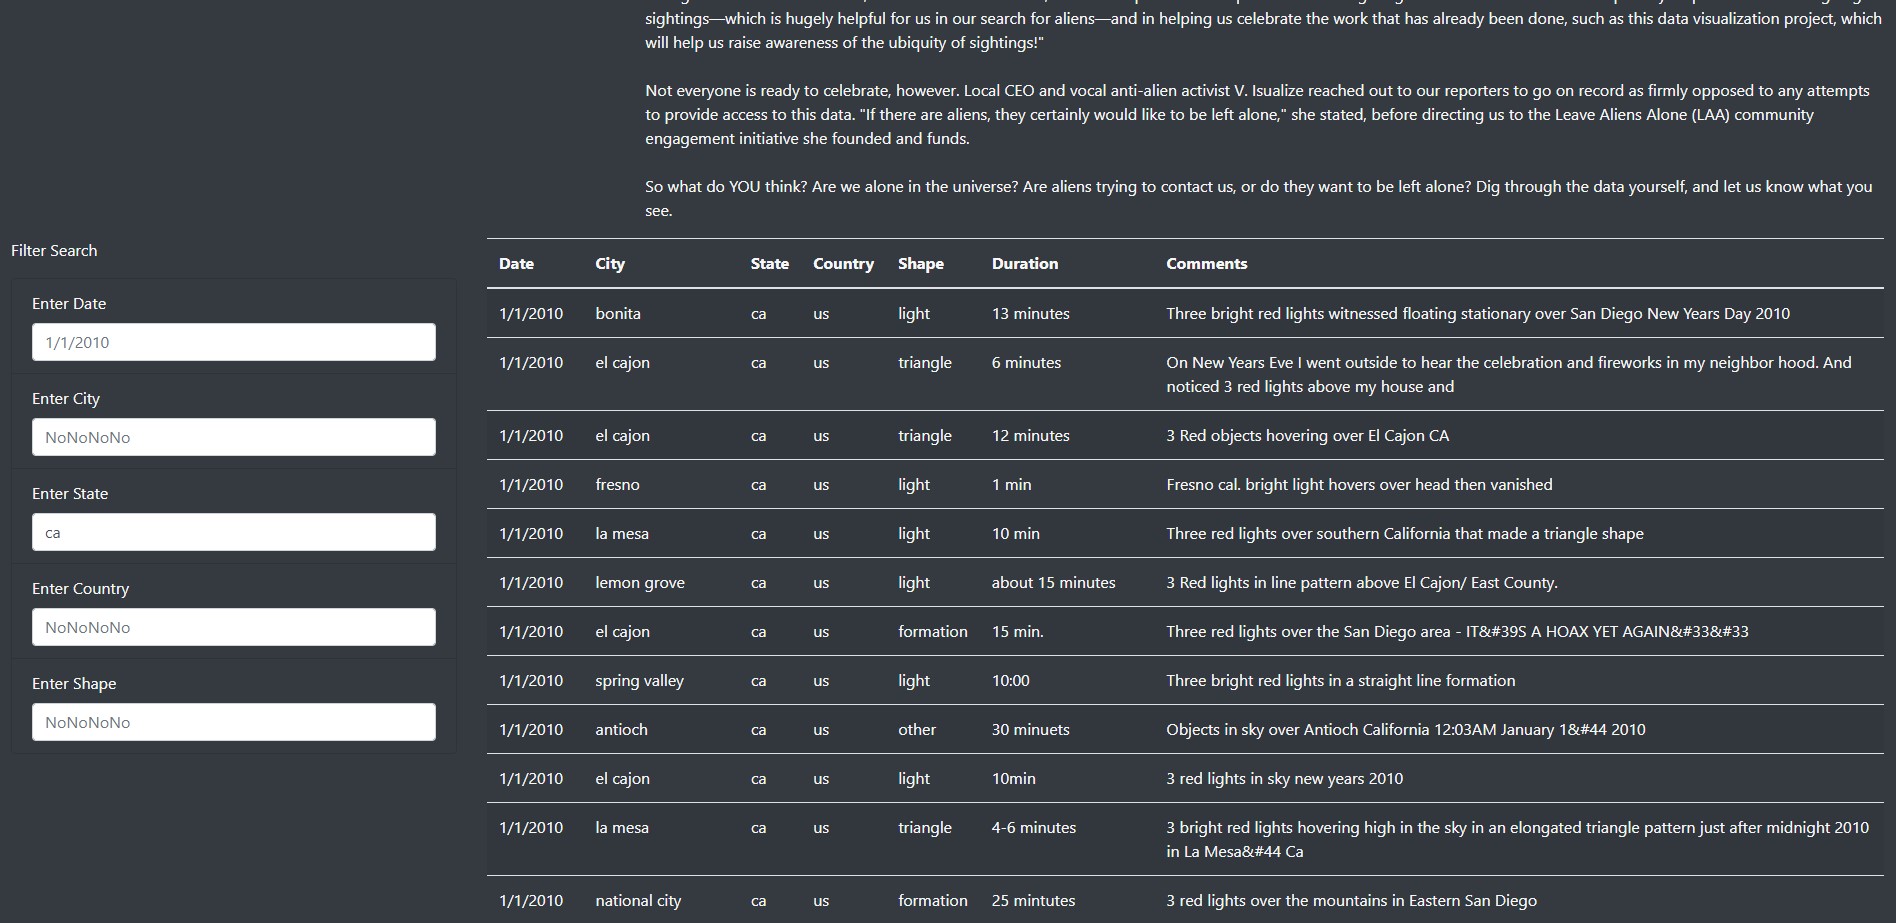 sightings—which is hugely helpful for us in our search for aliens—and in helping us celebrate the work that has already been done, such as this data visualization project, which
will help us raise awareness of the ubiquity of sightings!"
Not everyone is ready to celebrate, however. Local CEO and vocal anti-alien activist V. Isualize reached out to our reporters to go on record as firmly opposed to any attempts
to provide access to this data. "If there are aliens, they certainly would like to be left alone," she stated, before directing us to the Leave Aliens Alone (LAA) community
engagement initiative she founded and funds.
So what do YOU think? Are we alone in the universe? Are aliens trying to contact us, or do they want to be left alone? Dig through the data yourself, and let us know what you
see.
Filter Search
Enter Date
1/1/2010
Enter City
NoNoNoNo
Enter State
ca
Enter Country
NoNoNoNo
Enter Shape
NoNoNoNo
Date City State Country Shape Duration Comments
1/1/2010 bonita ca us light 13 minutes Three bright red lights witnessed floating stationary over San Diego New Years Day 2010
1/1/2010 el cajon ca us triangle 6 minutes On New Years Eve I went outside to hear the celebration and fireworks in my neighbor hood. And
noticed 3 red lights above my house and
1/1/2010 el cajon ca us triangle 12 minutes 3 Red objects hovering over El Cajon CA
1/1/2010 fresno ca us light 1 min Fresno cal. bright light hovers over head then vanished
1/1/2010 la mesa ca us light 10 min Three red lights over southern California that made a triangle shape
1/1/2010 lemon grove ca us light about 15 minutes 3 Red lights in line pattern above El Cajon/ East County.
1/1/2010 el cajon ca us formation 15 min. Three red lights over the San Diego area - IT&#39S A HOAX YET AGAIN&#33&#33
1/1/2010 spring valley ca us light 10:00 Three bright red lights in a straight line formation
1/1/2010 antioch ca us other 30 minuets Objects in sky over Antioch California 12:03AM January 1&#44 2010
1/1/2010 el cajon ca us light 10min 3 red lights in sky new years 2010
1/1/2010 la mesa ca us triangle 4-6 minutes 3 bright red lights hovering high in the sky in an elongated triangle pattern just after midnight 2010
in La Mesa&#44 Ca
1/1/2010 national city ca us formation 25 mintutes 3 red lights over the mountains in Eastern San Diego